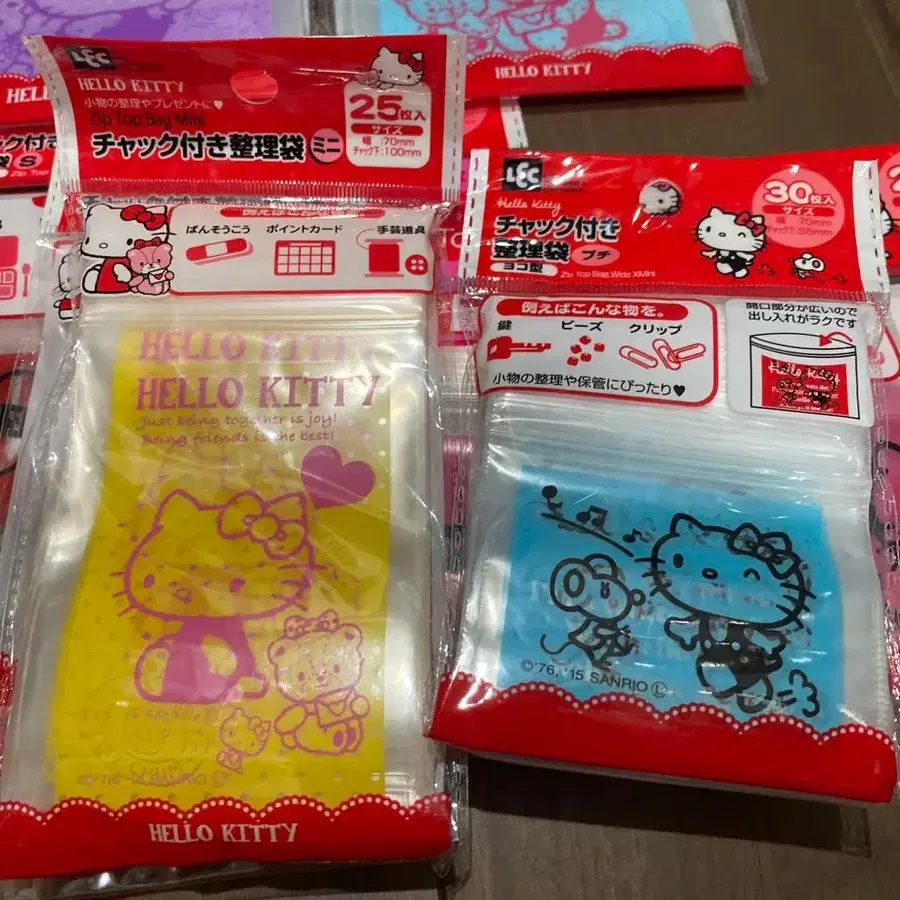 HELLO KITTY
HELLO KITTY
小物の整理やプレゼントに♥
Zip Top Bag Mini
チャック付き整理袋 ミニ
25枚入
サイズ
幅:70mm
チャック下:100mm
ばんそうこう
ポイントカード
手芸道具
HELLO KITTY
HELLO KITTY
Just being together is joy!
Being friends is the best!
©'76, '15 SANRIO Ⓛ
HELLO KITTY
LEC
Hello Kitty
チャック付き
整理袋 プチ
ヨコ型
30枚入
サイズ
幅:70mm
例えばこんな物を。
鍵
ビーズ
クリップ
小物の整理や保管にぴったり♥
開口部分が広いので
出し入れがラクです
Hello Kitty
©'76, '15 SANRIO Ⓛ